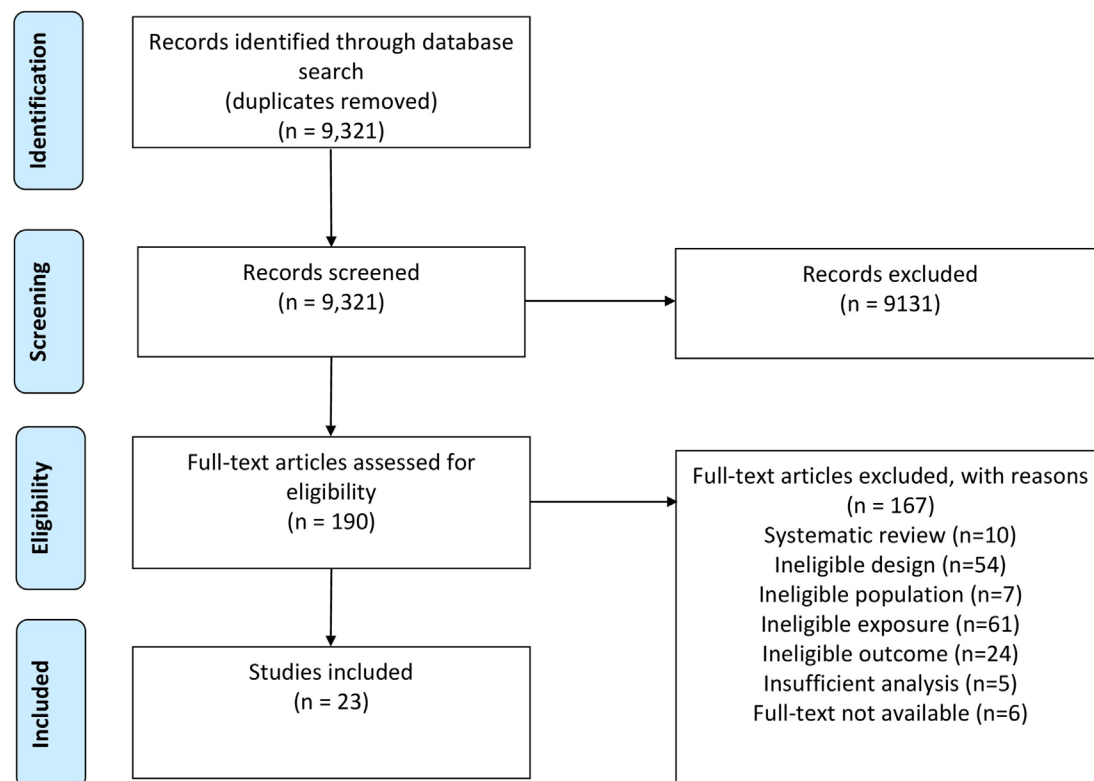 Identification
Records identified through database
search
(duplicates removed)
(n = 9,321)
Screening
Records screened
(n = 9,321)
Records excluded
(n = 9131)
Eligibility
Full-text articles assessed for
eligibility
(n = 190)
Full-text articles excluded, with reasons
(n = 167)
Systematic review (n=10)
Ineligible design (n=54)
Ineligible population (n=7)
Ineligible exposure (n=61)
Ineligible outcome (n=24)
Insufficient analysis (n=5)
Full-text not available (n=6)
Included
Studies included
(n = 23)